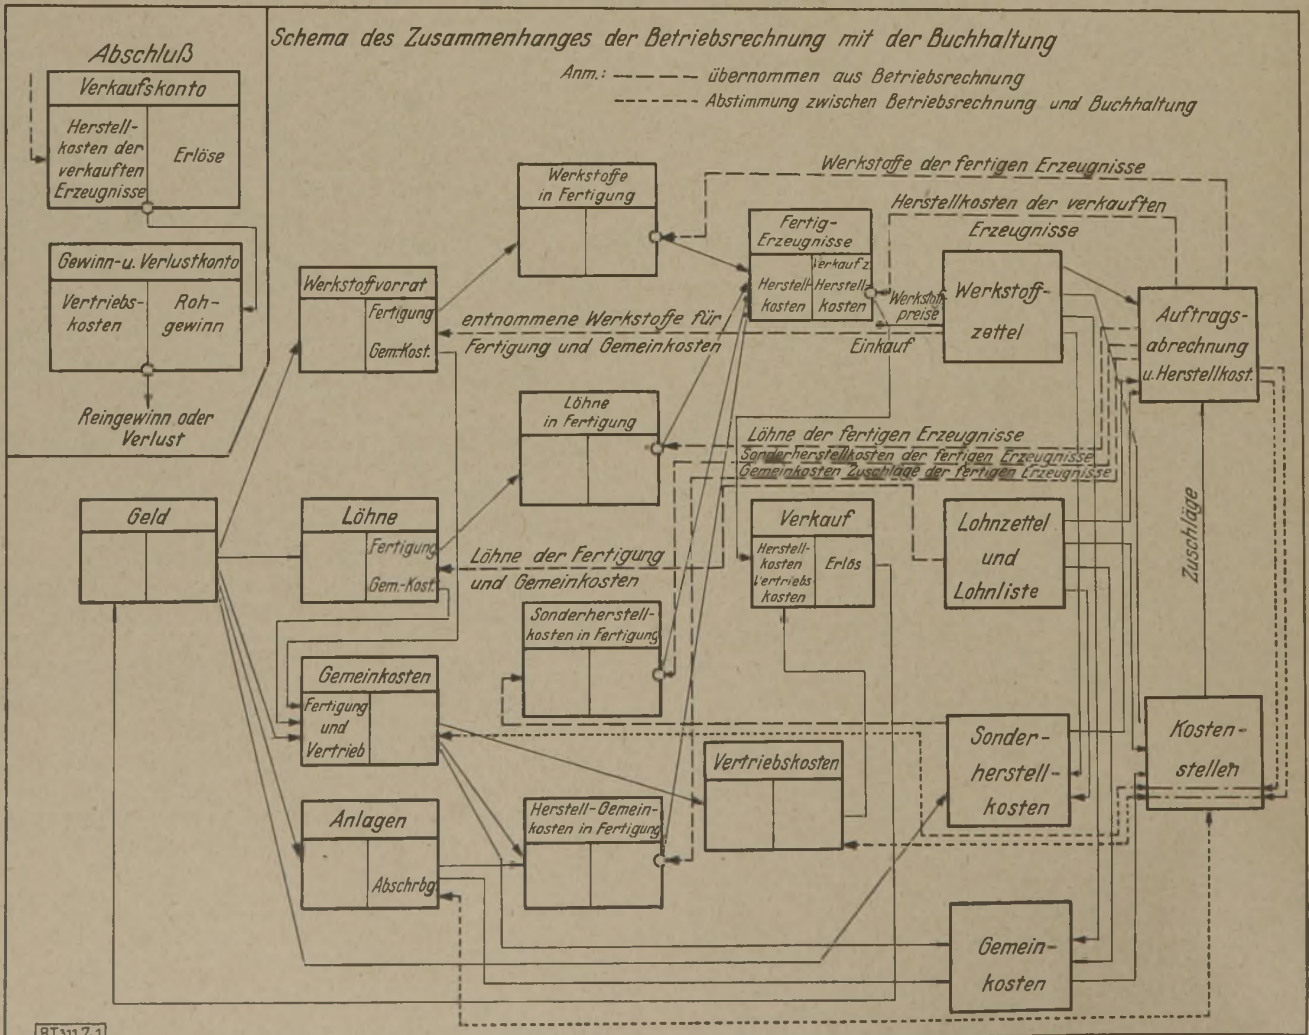 Schema des Zusammenhanges der Betriebsrechnung mit der Buchhaltung
Anm.: übernommen aus Betriebsrechnung
Abstimmung zwischen Betriebsrechnung und Buchhaltung
Abschluß
Verkaufskonto
Herstell-
kosten der
verkauften
Erzeugnisse
Erlöse
Gewinn-u. Verlustkonto
Vertriebs-
kosten
Roh-
gewinn
Reingewinn oder
Verlust
Werkstoffe
in Fertigung
Werkstoffe der fertigen Erzeugnisse
Herstellkosten der verkauften
Erzeugnisse
Fertig-
Erzeugnisse
Herstell-
kosten
Verkauf z.
Herstell-
kosten
Werkstoffvorrat
Fertigung
Gem.-Kost.
entnommene Werkstoffe für
Fertigung und Gemeinkosten
Werkstoff-
preise
Einkauf
Werkstoff-
zettel
Auftrags-
abrechnung
u. Herstellkost.
Löhne
in Fertigung
Löhne der fertigen Erzeugnisse
Sonderherstellkosten der fertigen Erzeugnisse
Gemeinkosten Zuschläge der fertigen Erzeugnisse
Geld
Löhne
Fertigung
Gem.-Kost.
Löhne der Fertigung
und Gemeinkosten
Verkauf
Herstell-
kosten
Vertriebs-
kosten
Erlös
Lohnzettel
und
Lohnliste
Zuschläge
Sonderherstell-
kosten in Fertigung
Gemeinkosten
Fertigung
und
Vertrieb
Vertriebskosten
Sonder-
herstell-
kosten
Kosten-
stellen
Anlagen
Abschrbg.
Herstell-Gemein-
kosten in Fertigung
Gemein-
kosten
RT 311 7.1